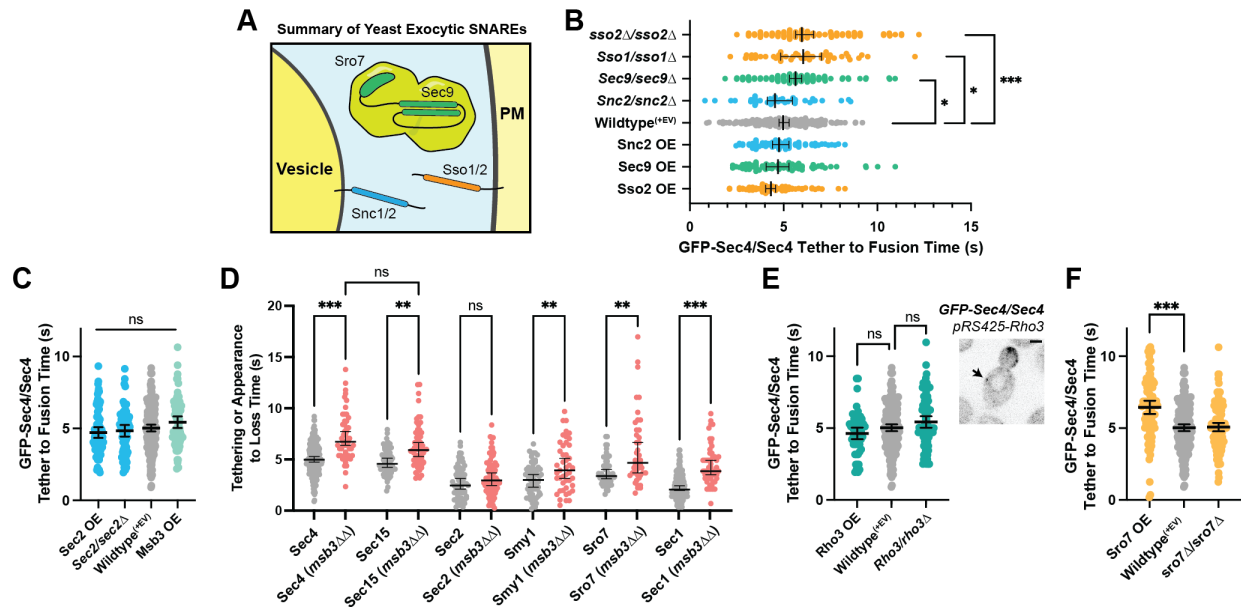 A
Summary of Yeast Exocytic SNAREs
Sro7
Sec9
PM
Vesicle
Sso1/2
Snc1/2
B
sso2Δ/sso2Δ
Sso1/sso1Δ
Sec9/sec9Δ
Snc2/snc2Δ
Wildtype(+EV)
Snc2 OE
Sec9 OE
Sso2 OE
* * ***
0 5 10 15
GFP-Sec4/Sec4 Tether to Fusion Time (s)
C
GFP-Sec4/Sec4
Tether to Fusion Time (s)
ns
10
5
0
Sec2 OE
Sec2/sec2Δ
Wildtype(+EV)
Msb3 OE
D
Tethering or Appearance
to Loss Time (s)
ns
*** ** ns ** ** ***
20
15
10
5
0
Sec4
Sec4 (msb3ΔΔ)
Sec15
Sec15 (msb3ΔΔ)
Sec2
Sec2 (msb3ΔΔ)
Smy1
Smy1 (msb3ΔΔ)
Sro7
Sro7 (msb3ΔΔ)
Sec1
Sec1 (msb3ΔΔ)
E
GFP-Sec4/Sec4
Tether to Fusion Time (s)
ns ns
10
5
0
Rho3 OE
Wildtype(+EV)
Rho3/rho3Δ
GFP-Sec4/Sec4
pRS425-Rho3
F
GFP-Sec4/Sec4
Tether to Fusion Time (s)
***
10
5
0
Sro7 OE
Wildtype(+EV)
sro7Δ/sro7Δ